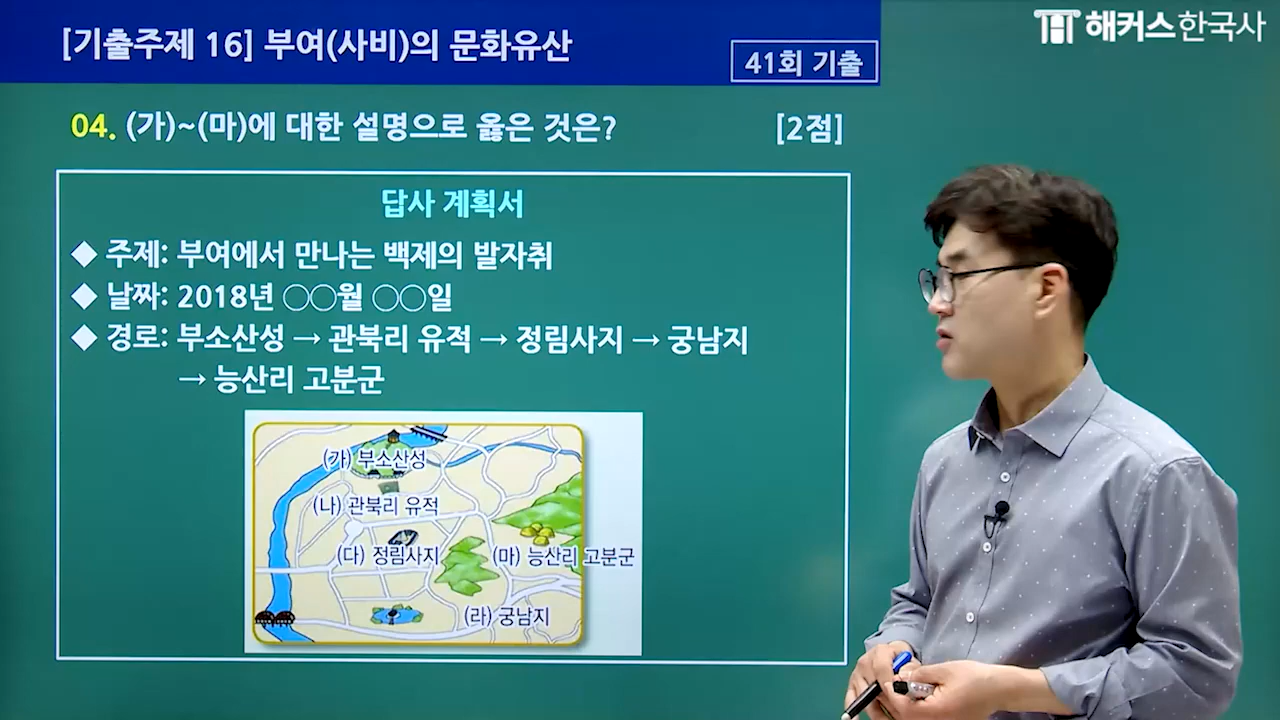 [기출주제 16] 부여(사비)의 문화유산
41회 기출
해커스한국사
04. (가)~(마)에 대한 설명으로 옳은 것은? [2점]
답사 계획서
◆ 주제: 부여에서 만나는 백제의 발자취
◆ 날짜: 2018년 ○○월 ○○일
◆ 경로: 부소산성 → 관북리 유적 → 정림사지 → 궁남지
→ 능산리 고분군
(가) 부소산성
(나) 관북리 유적
(다) 정림사지
(마) 능산리 고분군
(라) 궁남지